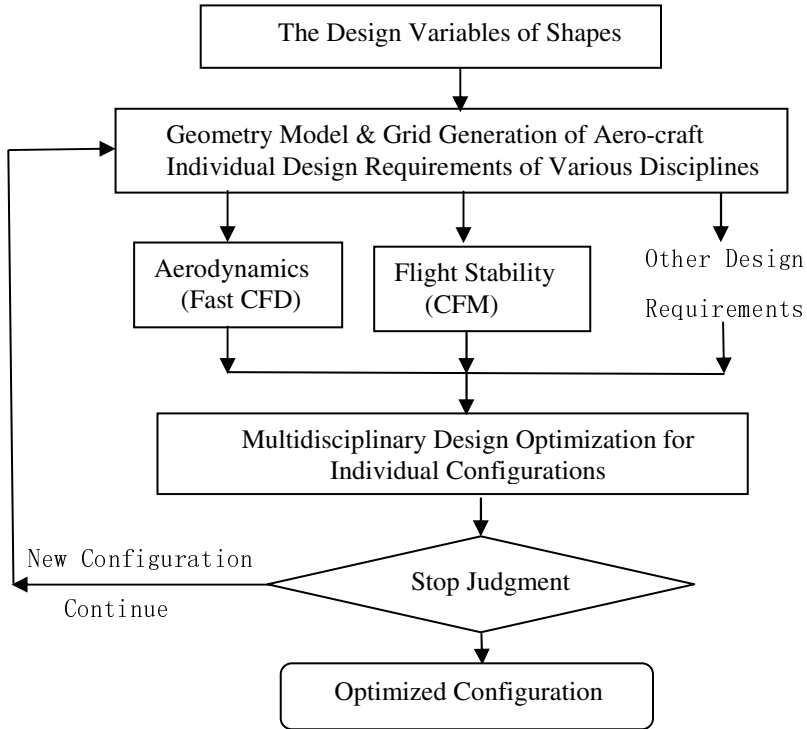 The Design Variables of Shapes
Geometry Model & Grid Generation of Aero-craft
Individual Design Requirements of Various Disciplines
Aerodynamics
(Fast CFD)
Flight Stability
(CFM)
Other Design
Requirements
Multidisciplinary Design Optimization for
Individual Configurations
Stop Judgment
New Configuration
Continue
Optimized Configuration